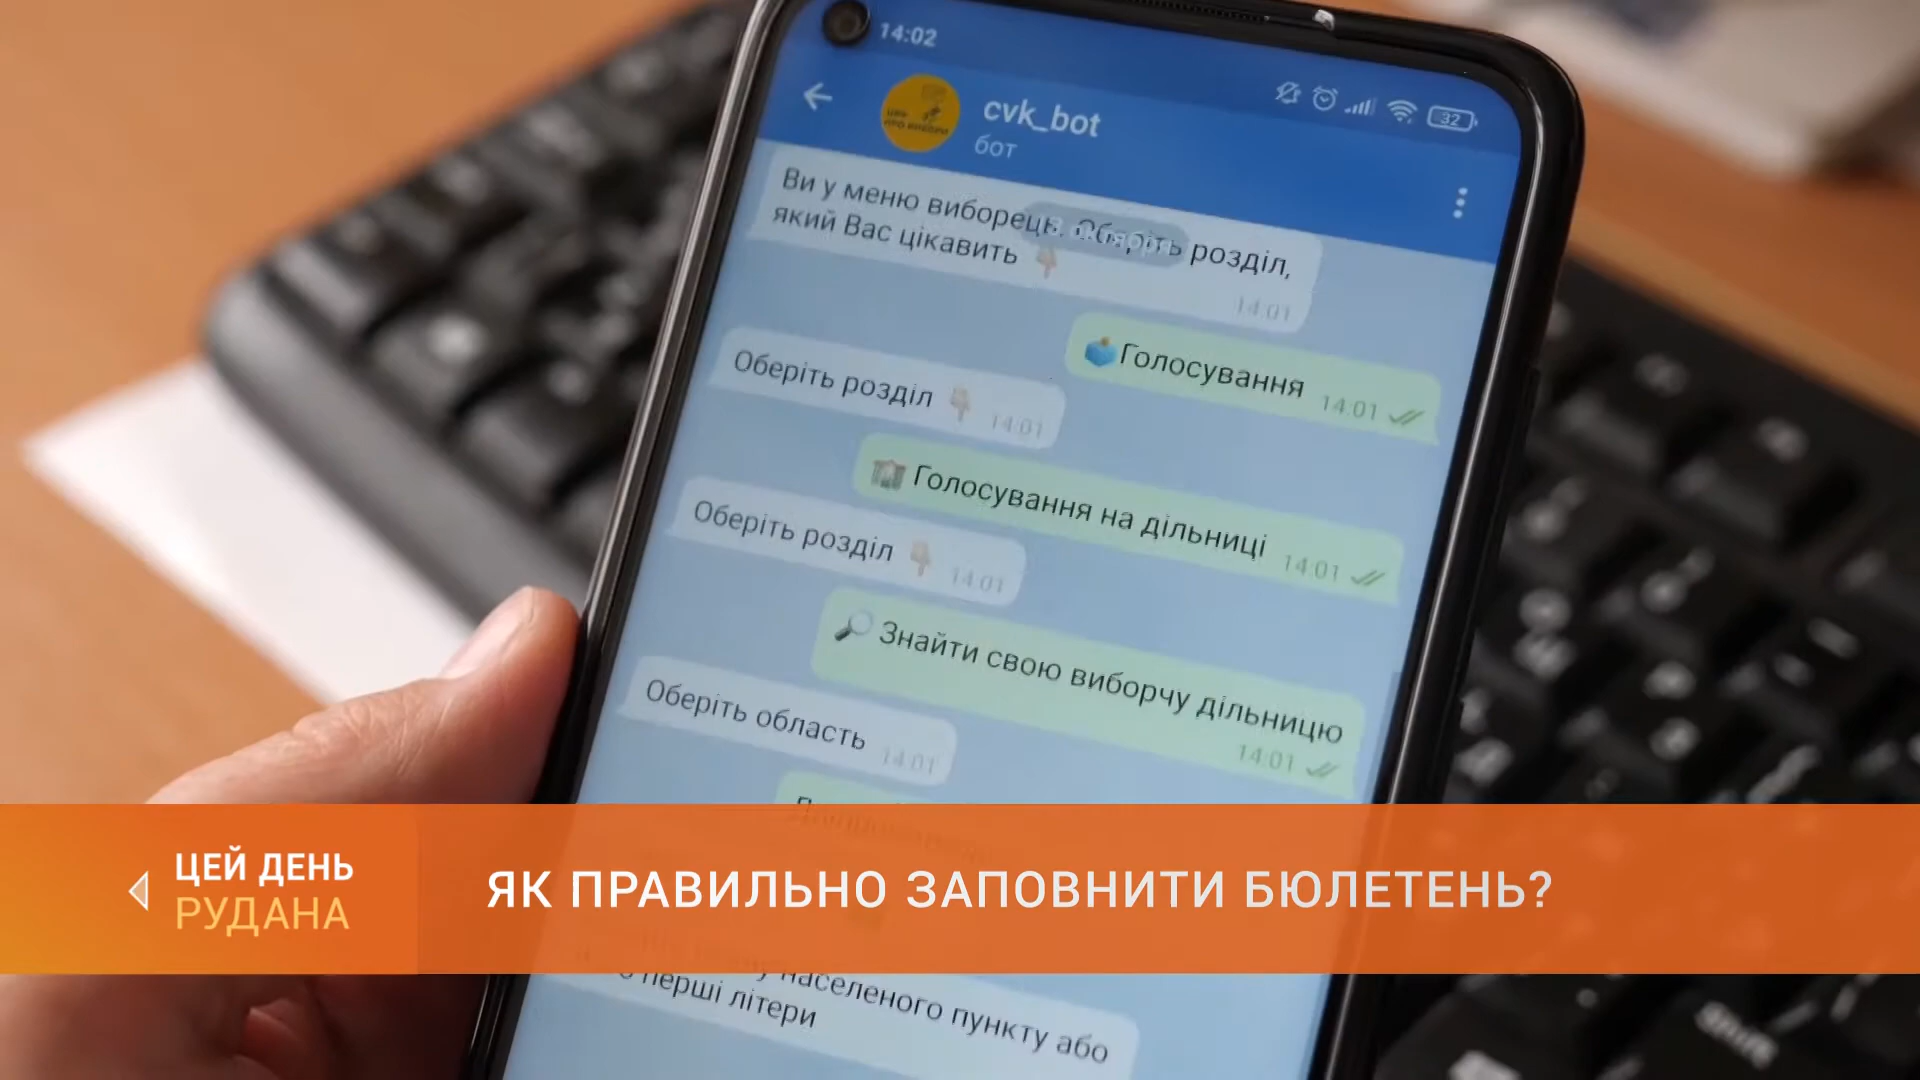 14:02
32
cvk_bot
бот
Ви у меню виборець. Оберіть розділ,
який Вас цікавить
14:01
Голосування 14:01
Оберіть розділ 14:01
Голосування на дільниці 14:01
Оберіть розділ 14:01
Знайти свою виборчу дільницю
14:01
Оберіть область 14:01
ЦЕЙ ДЕНЬ
РУДАНА
ЯК ПРАВИЛЬНО ЗАПОВНИТИ БЮЛЕТЕНЬ?
населеного пункту або
перші літери
Shift